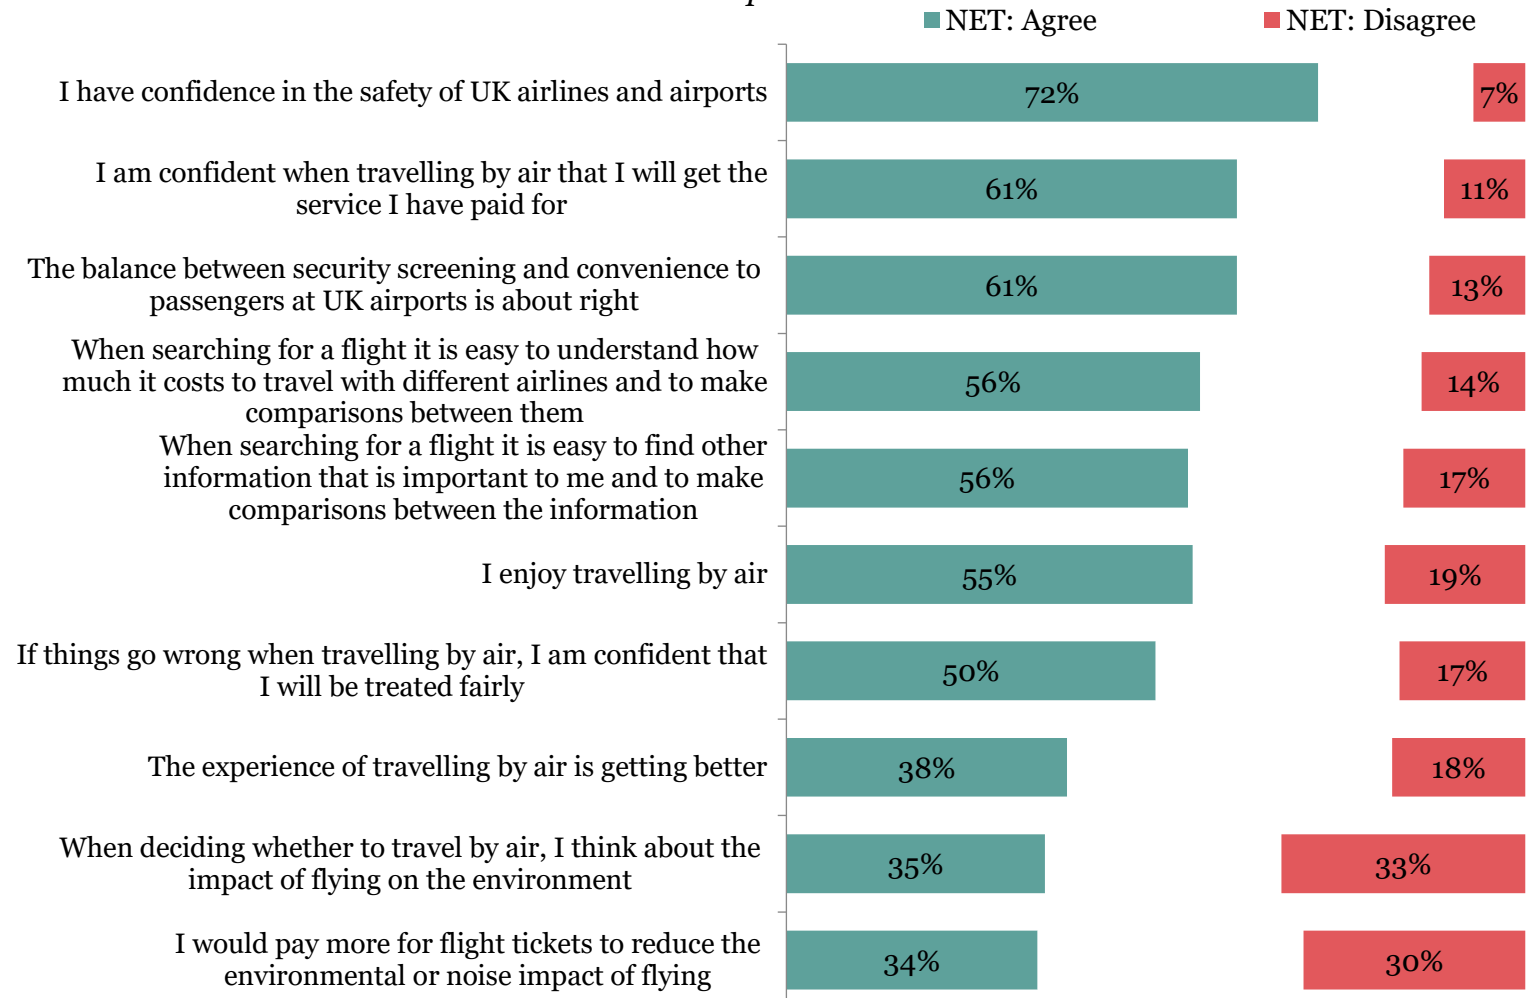 NET: Agree NET: Disagree
I have confidence in the safety of UK airlines and airports 72% 7%
I am confident when travelling by air that I will get the
service I have paid for
61% 11%
The balance between security screening and convenience to
passengers at UK airports is about right
61% 13%
When searching for a flight it is easy to understand how
much it costs to travel with different airlines and to make
comparisons between them
56% 14%
When searching for a flight it is easy to find other
information that is important to me and to make
comparisons between the information
56% 17%
I enjoy travelling by air 55% 19%
If things go wrong when travelling by air, I am confident that
I will be treated fairly
50% 17%
The experience of travelling by air is getting better 38% 18%
When deciding whether to travel by air, I think about the
impact of flying on the environment
35% 33%
I would pay more for flight tickets to reduce the
environmental or noise impact of flying
34% 30%